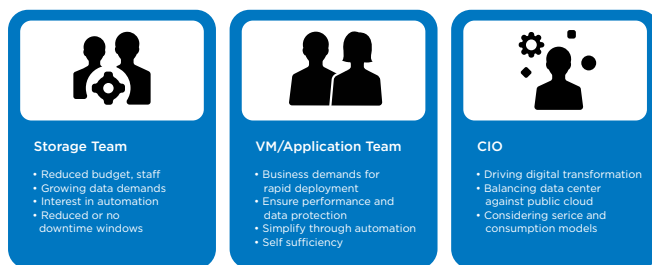 Storage Team
• Reduced budget, staff
• Growing data demands
• Interest in automation
• Reduced or no
downtime windows
VM/Application Team
• Business demands for
rapid deployment
• Ensure performance and
data protection
• Simplify through automation
• Self sufficiency
CIO
• Driving digital transformation
• Balancing data center
against public cloud
• Considering serice and
consumption models